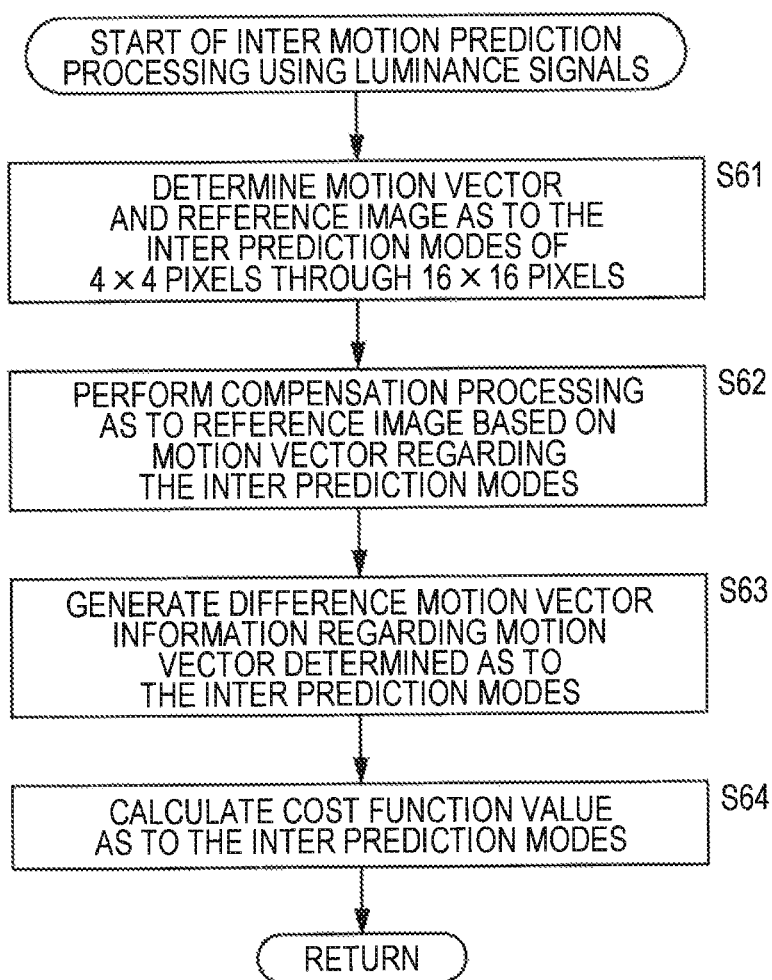 START OF INTER MOTION PREDICTION
PROCESSING USING LUMINANCE SIGNALS
S61
DETERMINE MOTION VECTOR
AND REFERENCE IMAGE AS TO THE
INTER PREDICTION MODES OF
4 × 4 PIXELS THROUGH 16 × 16 PIXELS
S62
PERFORM COMPENSATION PROCESSING
AS TO REFERENCE IMAGE BASED ON
MOTION VECTOR REGARDING
THE INTER PREDICTION MODES
S63
GENERATE DIFFERENCE MOTION VECTOR
INFORMATION REGARDING MOTION
VECTOR DETERMINED AS TO
THE INTER PREDICTION MODES
S64
CALCULATE COST FUNCTION VALUE
AS TO THE INTER PREDICTION MODES
RETURN